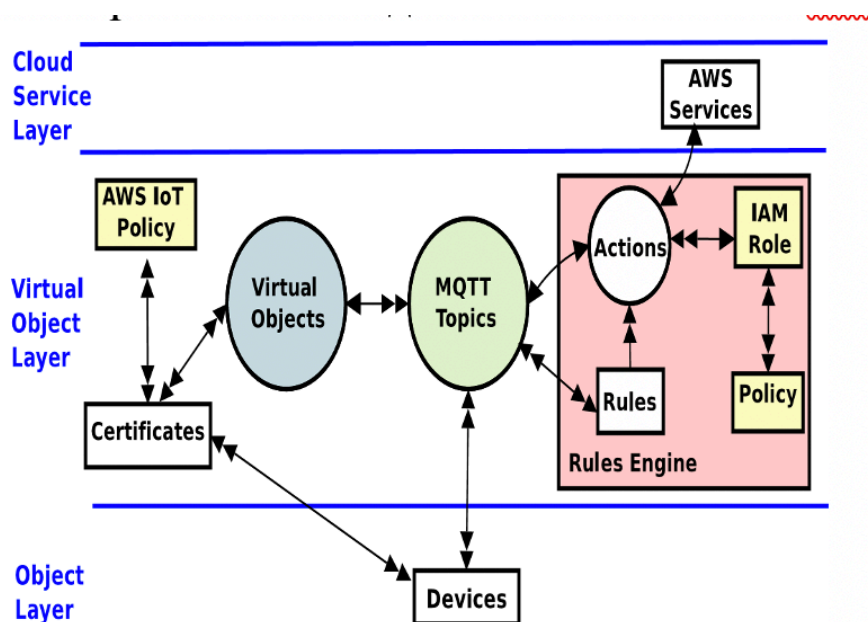 Cloud
Service
Layer
AWS
Services
AWS IoT
Policy
Virtual
Objects
MQTT
Topics
Actions
IAM
Role
Virtual
Object
Layer
Certificates
Rules
Policy
Rules Engine
Object
Layer
Devices